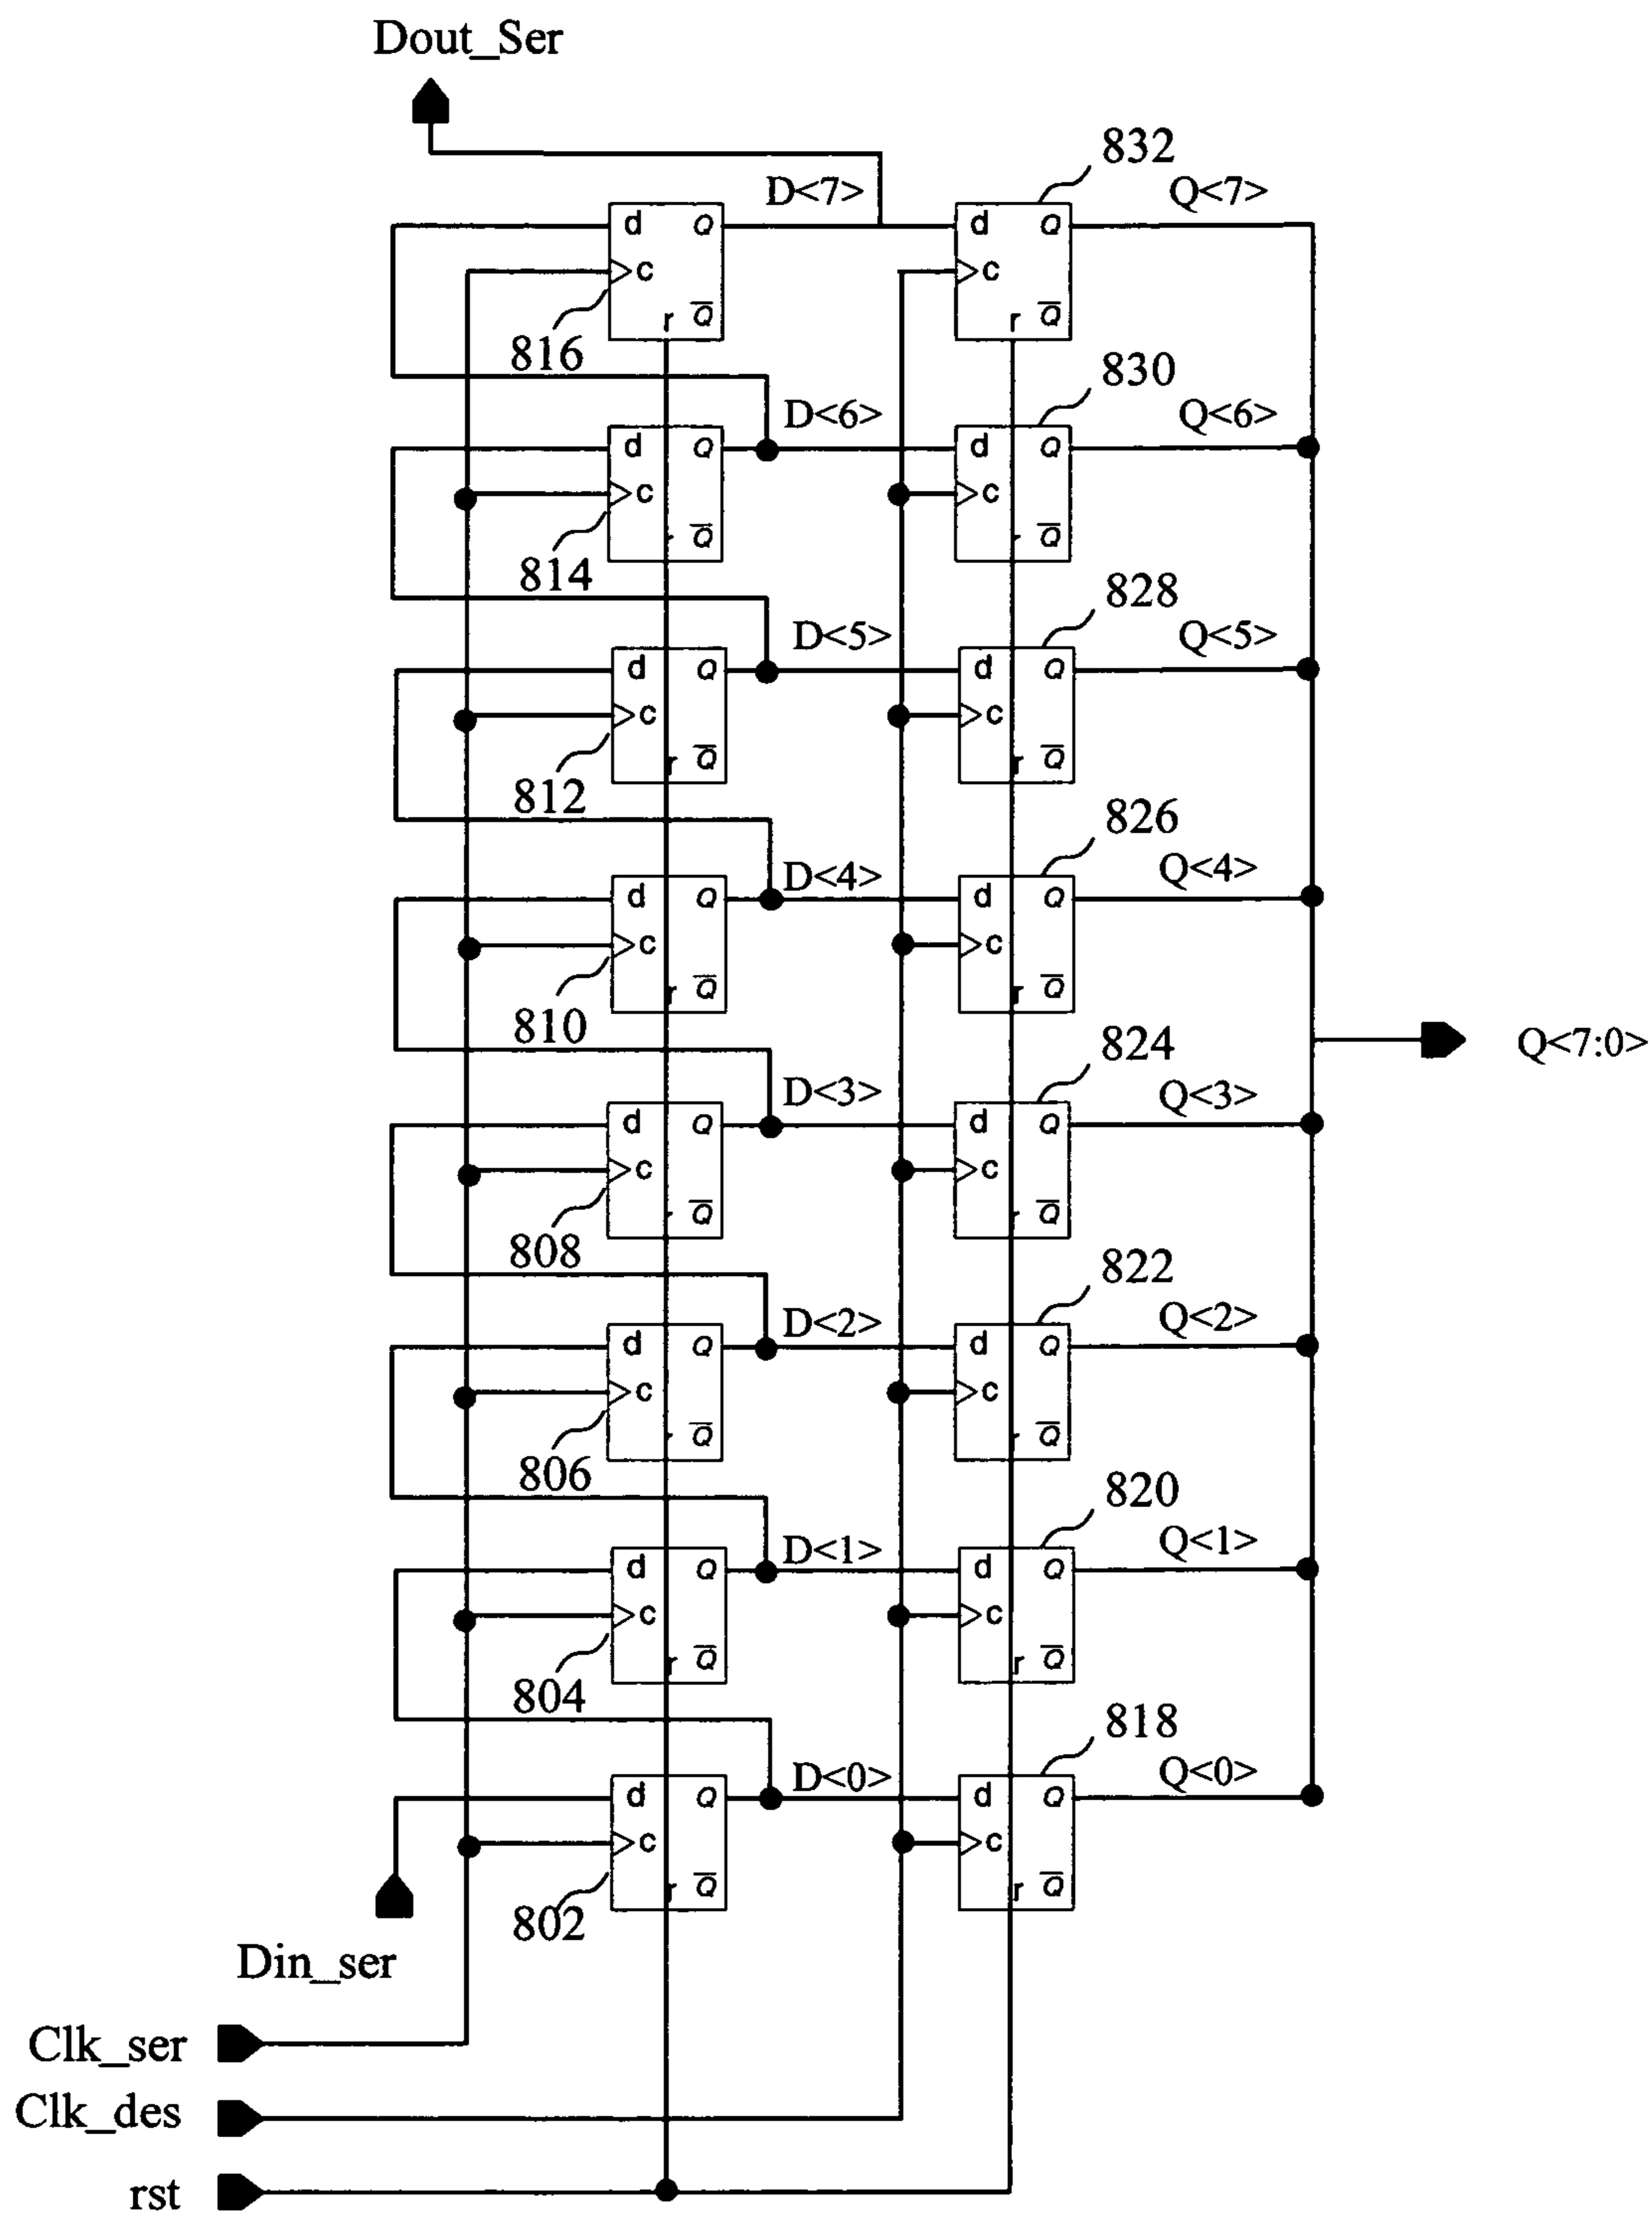 Dout_Ser
832
D<7> Q<7>
d Q d Q
c c
r Q̅ r Q̅
816
830
D<6> Q<6>
d Q d Q
c c
r Q̅ r Q̅
814
828
D<5> Q<5>
d Q d Q
c c
r Q̅ r Q̅
812
826
D<4> Q<4>
d Q d Q
c c
r Q̅ r Q̅
810
824
Q<7:0>
D<3> Q<3>
d Q d Q
c c
r Q̅ r Q̅
808
822
D<2> Q<2>
d Q d Q
c c
r Q̅ r Q̅
806
820
D<1> Q<1>
d Q d Q
c c
r Q̅ r Q̅
804
818
D<0> Q<0>
d Q d Q
c c
r Q̅ r Q̅
802
Din_ser
Clk_ser
Clk_des
rst